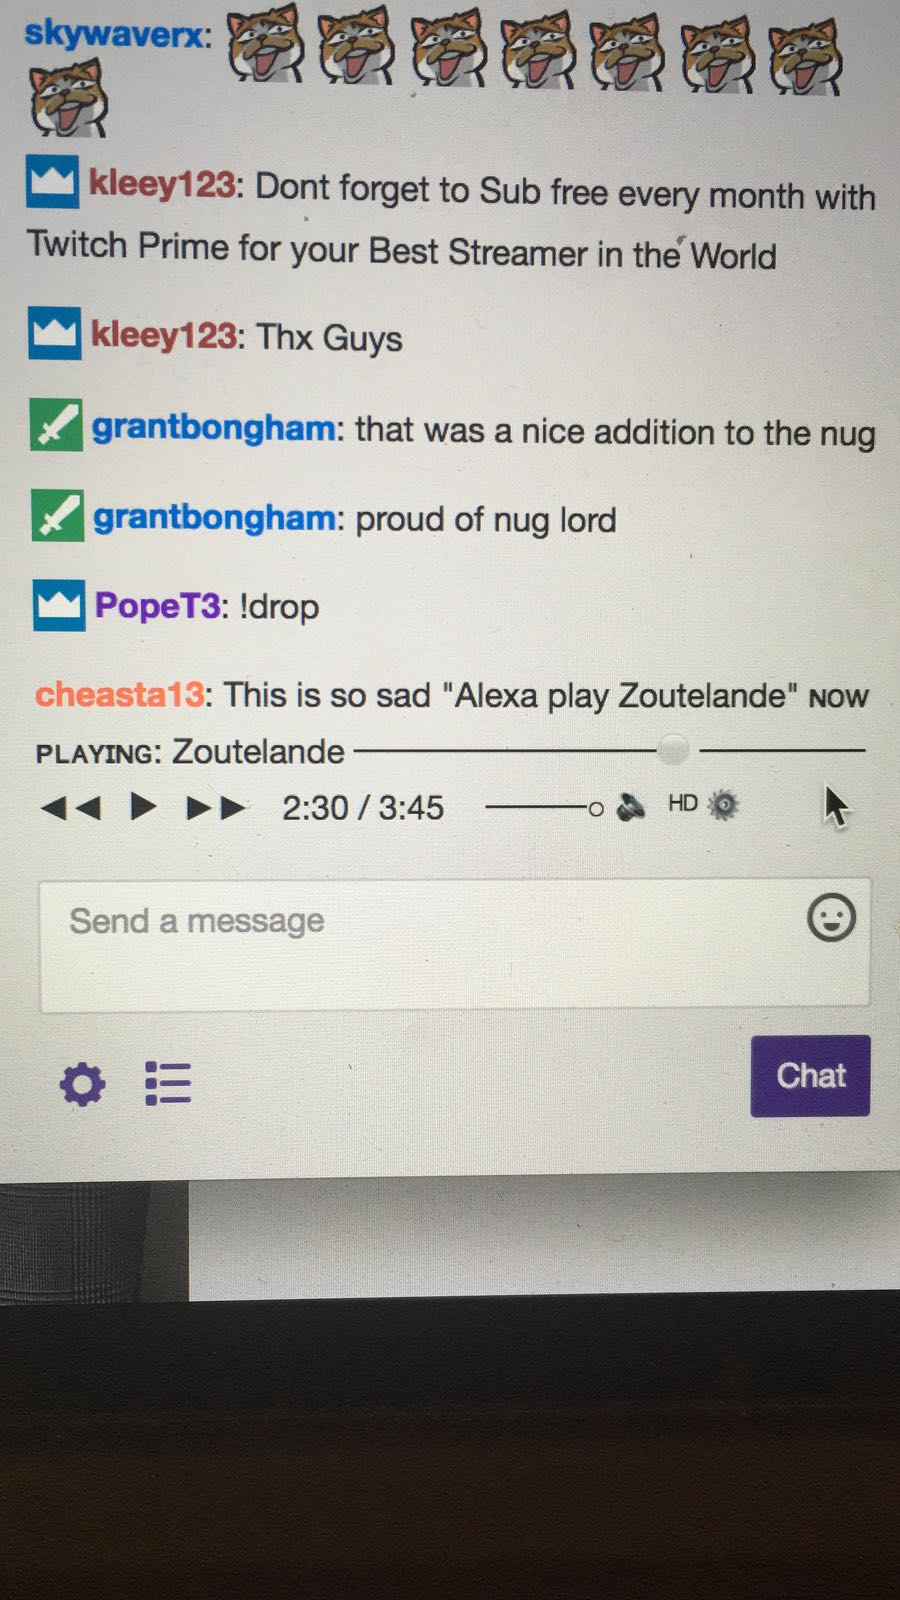 skywaverx:
kleey123: Dont forget to Sub free every month with
Twitch Prime for your Best Streamer in the World
kleey123: Thx Guys
grantbongham: that was a nice addition to the nug
grantbongham: proud of nug lord
PopeT3: !drop
cheasta13: This is so sad "Alexa play Zoutelande" ɴᴏᴡ
ᴘʟᴀʏɪɴɢ: Zoutelande ───────────⚪────
◄◄⠀▶⠀►►⠀ 2:30 / 3:45 ───○ 🔊 ᴴᴰ ⚙
Send a message
Chat